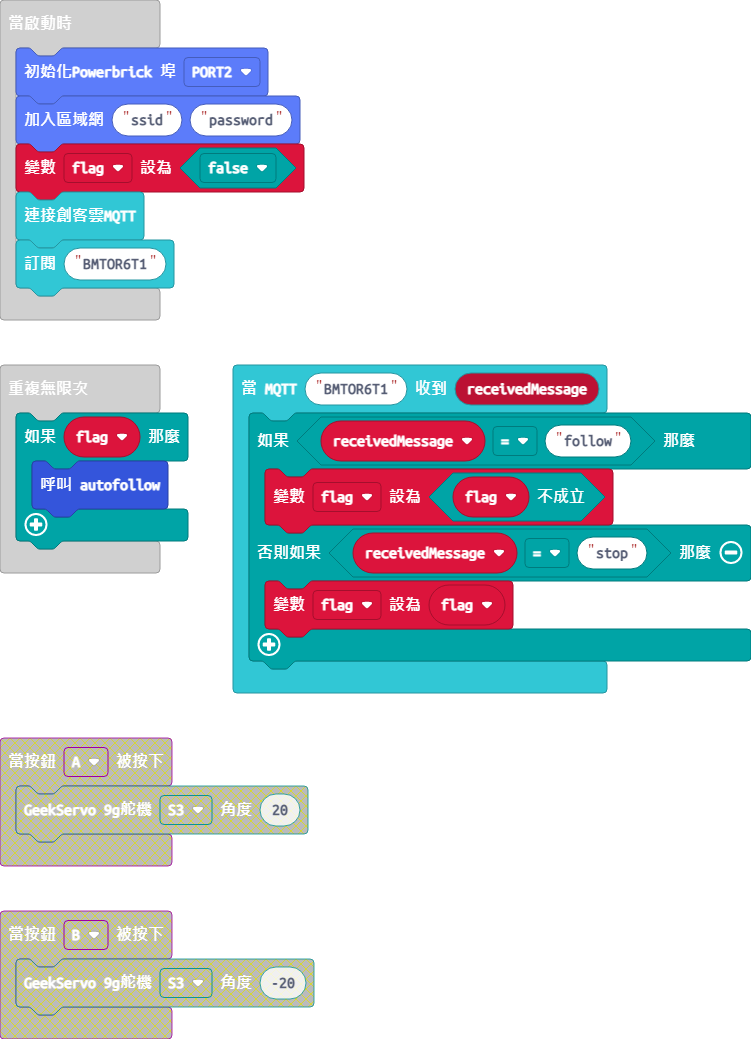 當啟動時
初始化Powerbrick 埠 PORT2
加入區域網 "ssid" "password"
變數 flag 設為 false
連接創客雲MQTT
訂閱 "BMTOR6T1"
重複無限次
如果 flag 那麼
呼叫 autofollow
當 MQTT "BMTOR6T1" 收到 receivedMessage
如果 receivedMessage = "follow" 那麼
變數 flag 設為 flag 不成立
否則如果 receivedMessage = "stop" 那麼
變數 flag 設為 flag
當按鈕 A 被按下
GeekServo 9g舵機 S3 角度 20
當按鈕 B 被按下
GeekServo 9g舵機 S3 角度 -20